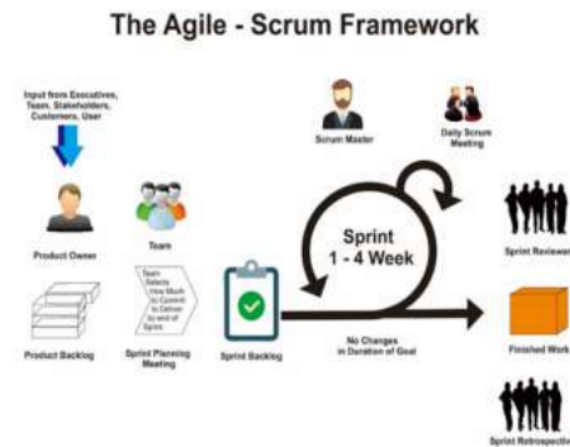 The Agile - Scrum Framework
Input from Executives,
Team, Stakeholders,
Customers, User
Scrum Master
Daily Scrum
Meeting
Product Owner
Team
Sprint
1 - 4 Week
Sprint Reviewer
Team
Selects
How Much
to Commit
to Deliver
by end of
Sprint
Product Backlog
Sprint Planning
Meeting
Sprint Backlog
No Changes
in Duration of Goal
Finished Work
Sprint Retrospective